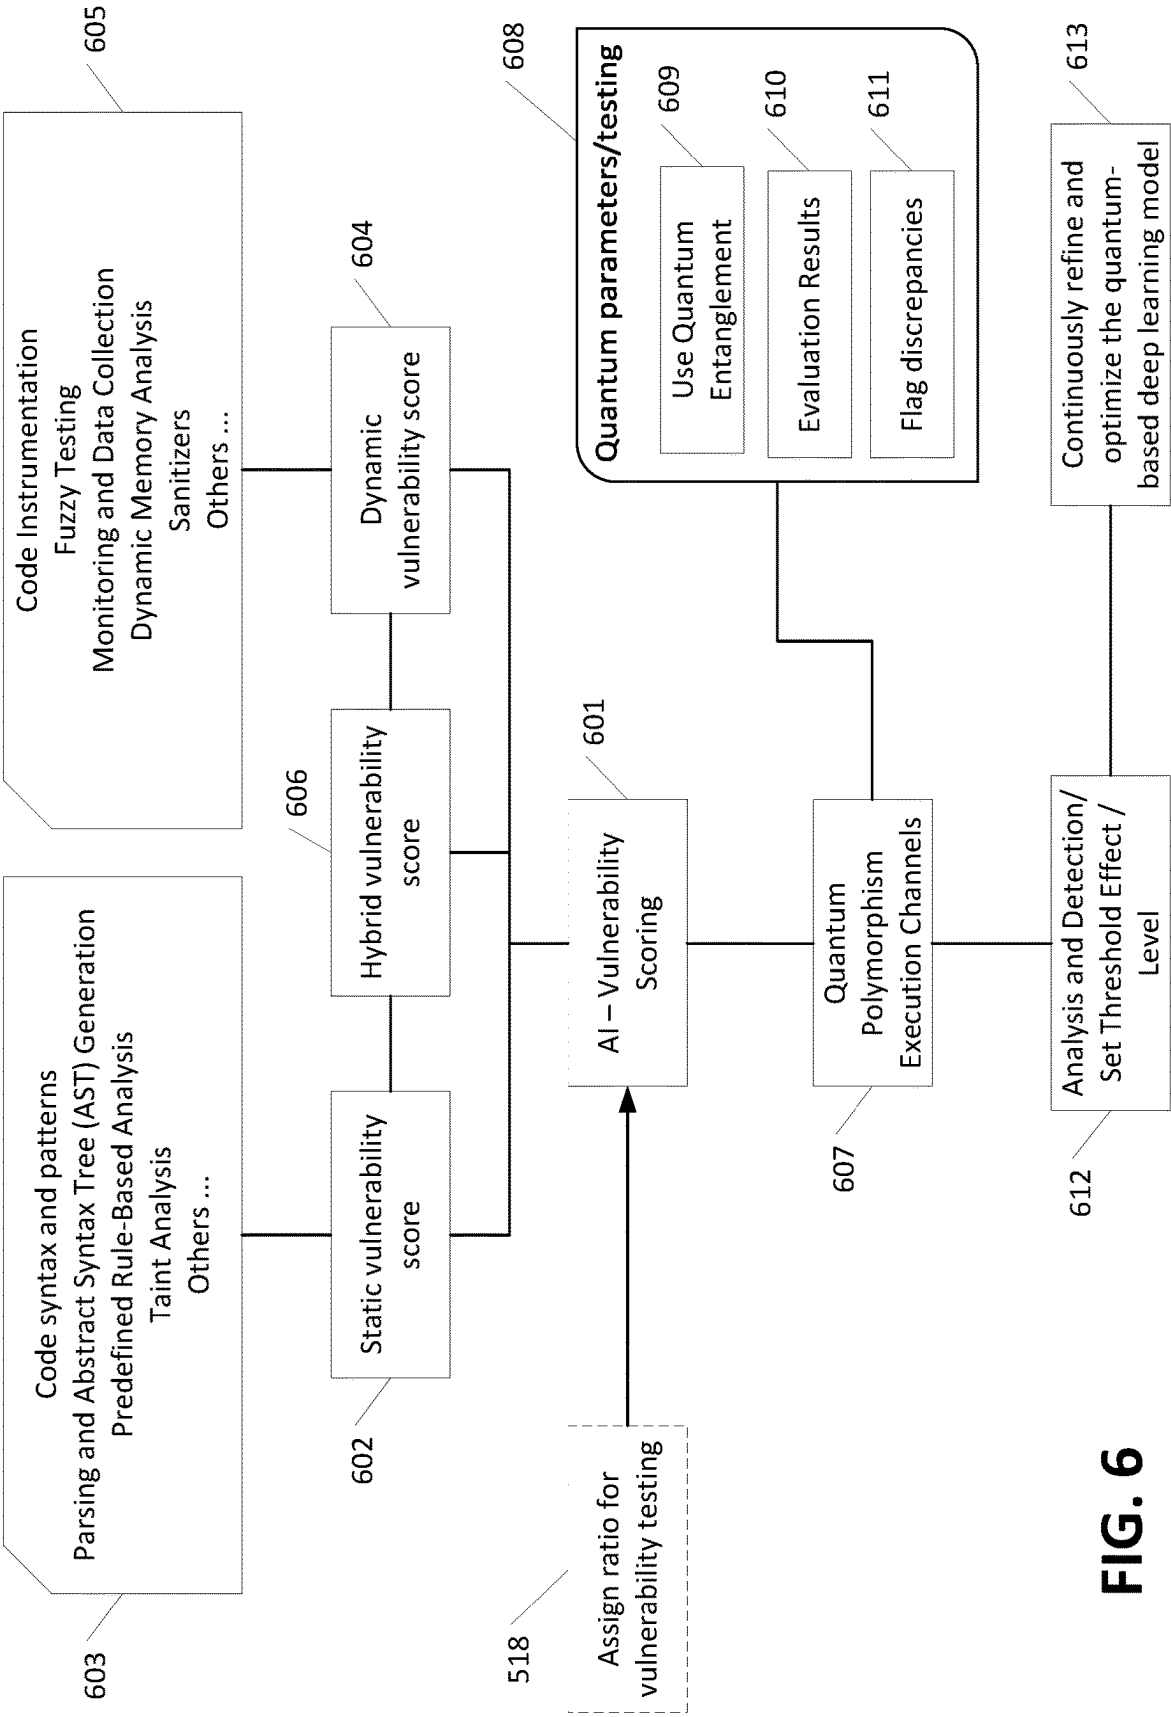 603
Code syntax and patterns
Parsing and Abstract Syntax Tree (AST) Generation
Predefined Rule-Based Analysis
Taint Analysis
Others ...
605
Code Instrumentation
Fuzzy Testing
Monitoring and Data Collection
Dynamic Memory Analysis
Sanitizers
Others ...
602
Static vulnerability
score
606
Hybrid vulnerability
score
604
Dynamic
vulnerability score
518
Assign ratio for
vulnerability testing
601
AI – Vulnerability
Scoring
608
Quantum parameters/testing
609
Use Quantum
Entanglement
610
Evaluation Results
611
Flag discrepancies
607
Quantum
Polymorphism
Execution Channels
612
Analysis and Detection/
Set Threshold Effect /
Level
613
Continuously refine and
optimize the quantum-
based deep learning model
FIG. 6